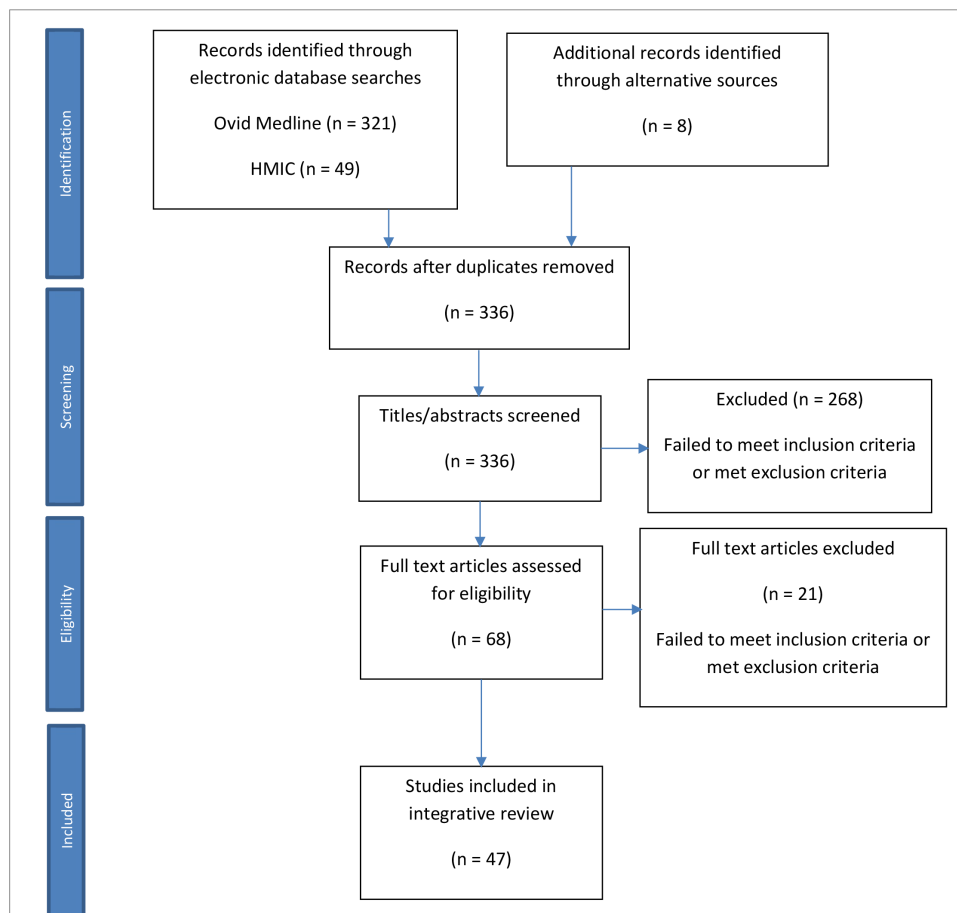 Identification
Records identified through
electronic database searches
Ovid Medline (n = 321)
HMIC (n = 49)
Additional records identified
through alternative sources
(n = 8)
Records after duplicates removed
(n = 336)
Screening
Titles/abstracts screened
(n = 336)
Excluded (n = 268)
Failed to meet inclusion criteria
or met exclusion criteria
Eligibility
Full text articles assessed
for eligibility
(n = 68)
Full text articles excluded
(n = 21)
Failed to meet inclusion criteria or
met exclusion criteria
Included
Studies included in
integrative review
(n = 47)